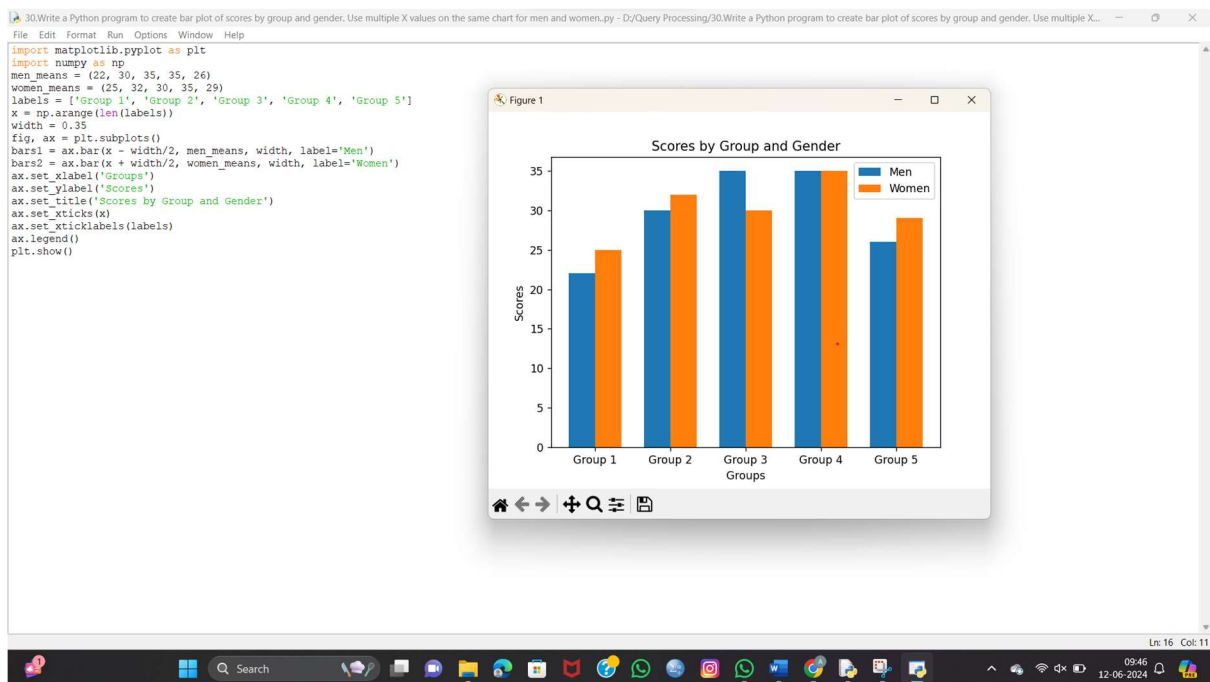 30.Write a Python program to create bar plot of scores by group and gender. Use multiple X values on the same chart for men and women..py - D:/Query Processing/30.Write a Python program to create bar plot of scores by group and gender. Use multiple X...
File Edit Format Run Options Window Help
import matplotlib.pyplot as plt
import numpy as np
men_means = (22, 30, 35, 35, 26)
women_means = (25, 32, 30, 35, 29)
labels = ['Group 1', 'Group 2', 'Group 3', 'Group 4', 'Group 5']
x = np.arange(len(labels))
width = 0.35
fig, ax = plt.subplots()
bars1 = ax.bar(x - width/2, men_means, width, label='Men')
bars2 = ax.bar(x + width/2, women_means, width, label='Women')
ax.set_xlabel('Groups')
ax.set_ylabel('Scores')
ax.set_title('Scores by Group and Gender')
ax.set_xticks(x)
ax.set_xticklabels(labels)
ax.legend()
plt.show()
Figure 1
Scores by Group and Gender
Men
Women
35
30
25
20
15
10
5
0
Scores
Group 1 Group 2 Group 3 Group 4 Group 5
Groups
Ln: 16 Col: 11
1
Search
09:46
12-06-2024
PRE